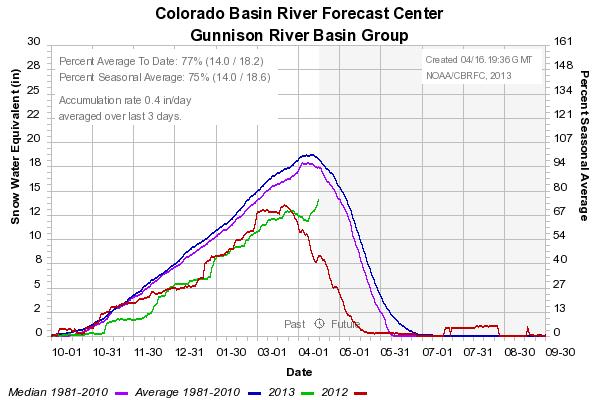 Colorado Basin River Forecast Center
Gunnison River Basin Group
Percent Average To Date: 77% (14.0 / 18.2)
Percent Seasonal Average: 75% (14.0 / 18.6)
Accumulation rate 0.4 in/day
averaged over last 3 days.
Created 04/16.19:36 GMT
NOAA/CBRFC, 2013
Snow Water Equivalent (in)
30
28
25
22
20
18
15
12
10
8
5
2
0
Percent Seasonal Average
161
148
134
121
107
94
80
67
54
40
27
13
0
Past
Future
10-01 10-31 11-30 12-31 01-30 03-01 04-01 05-01 05-31 07-01 07-31 08-30 09-30
Date
Median 1981-2010 Average 1981-2010 2013 2012